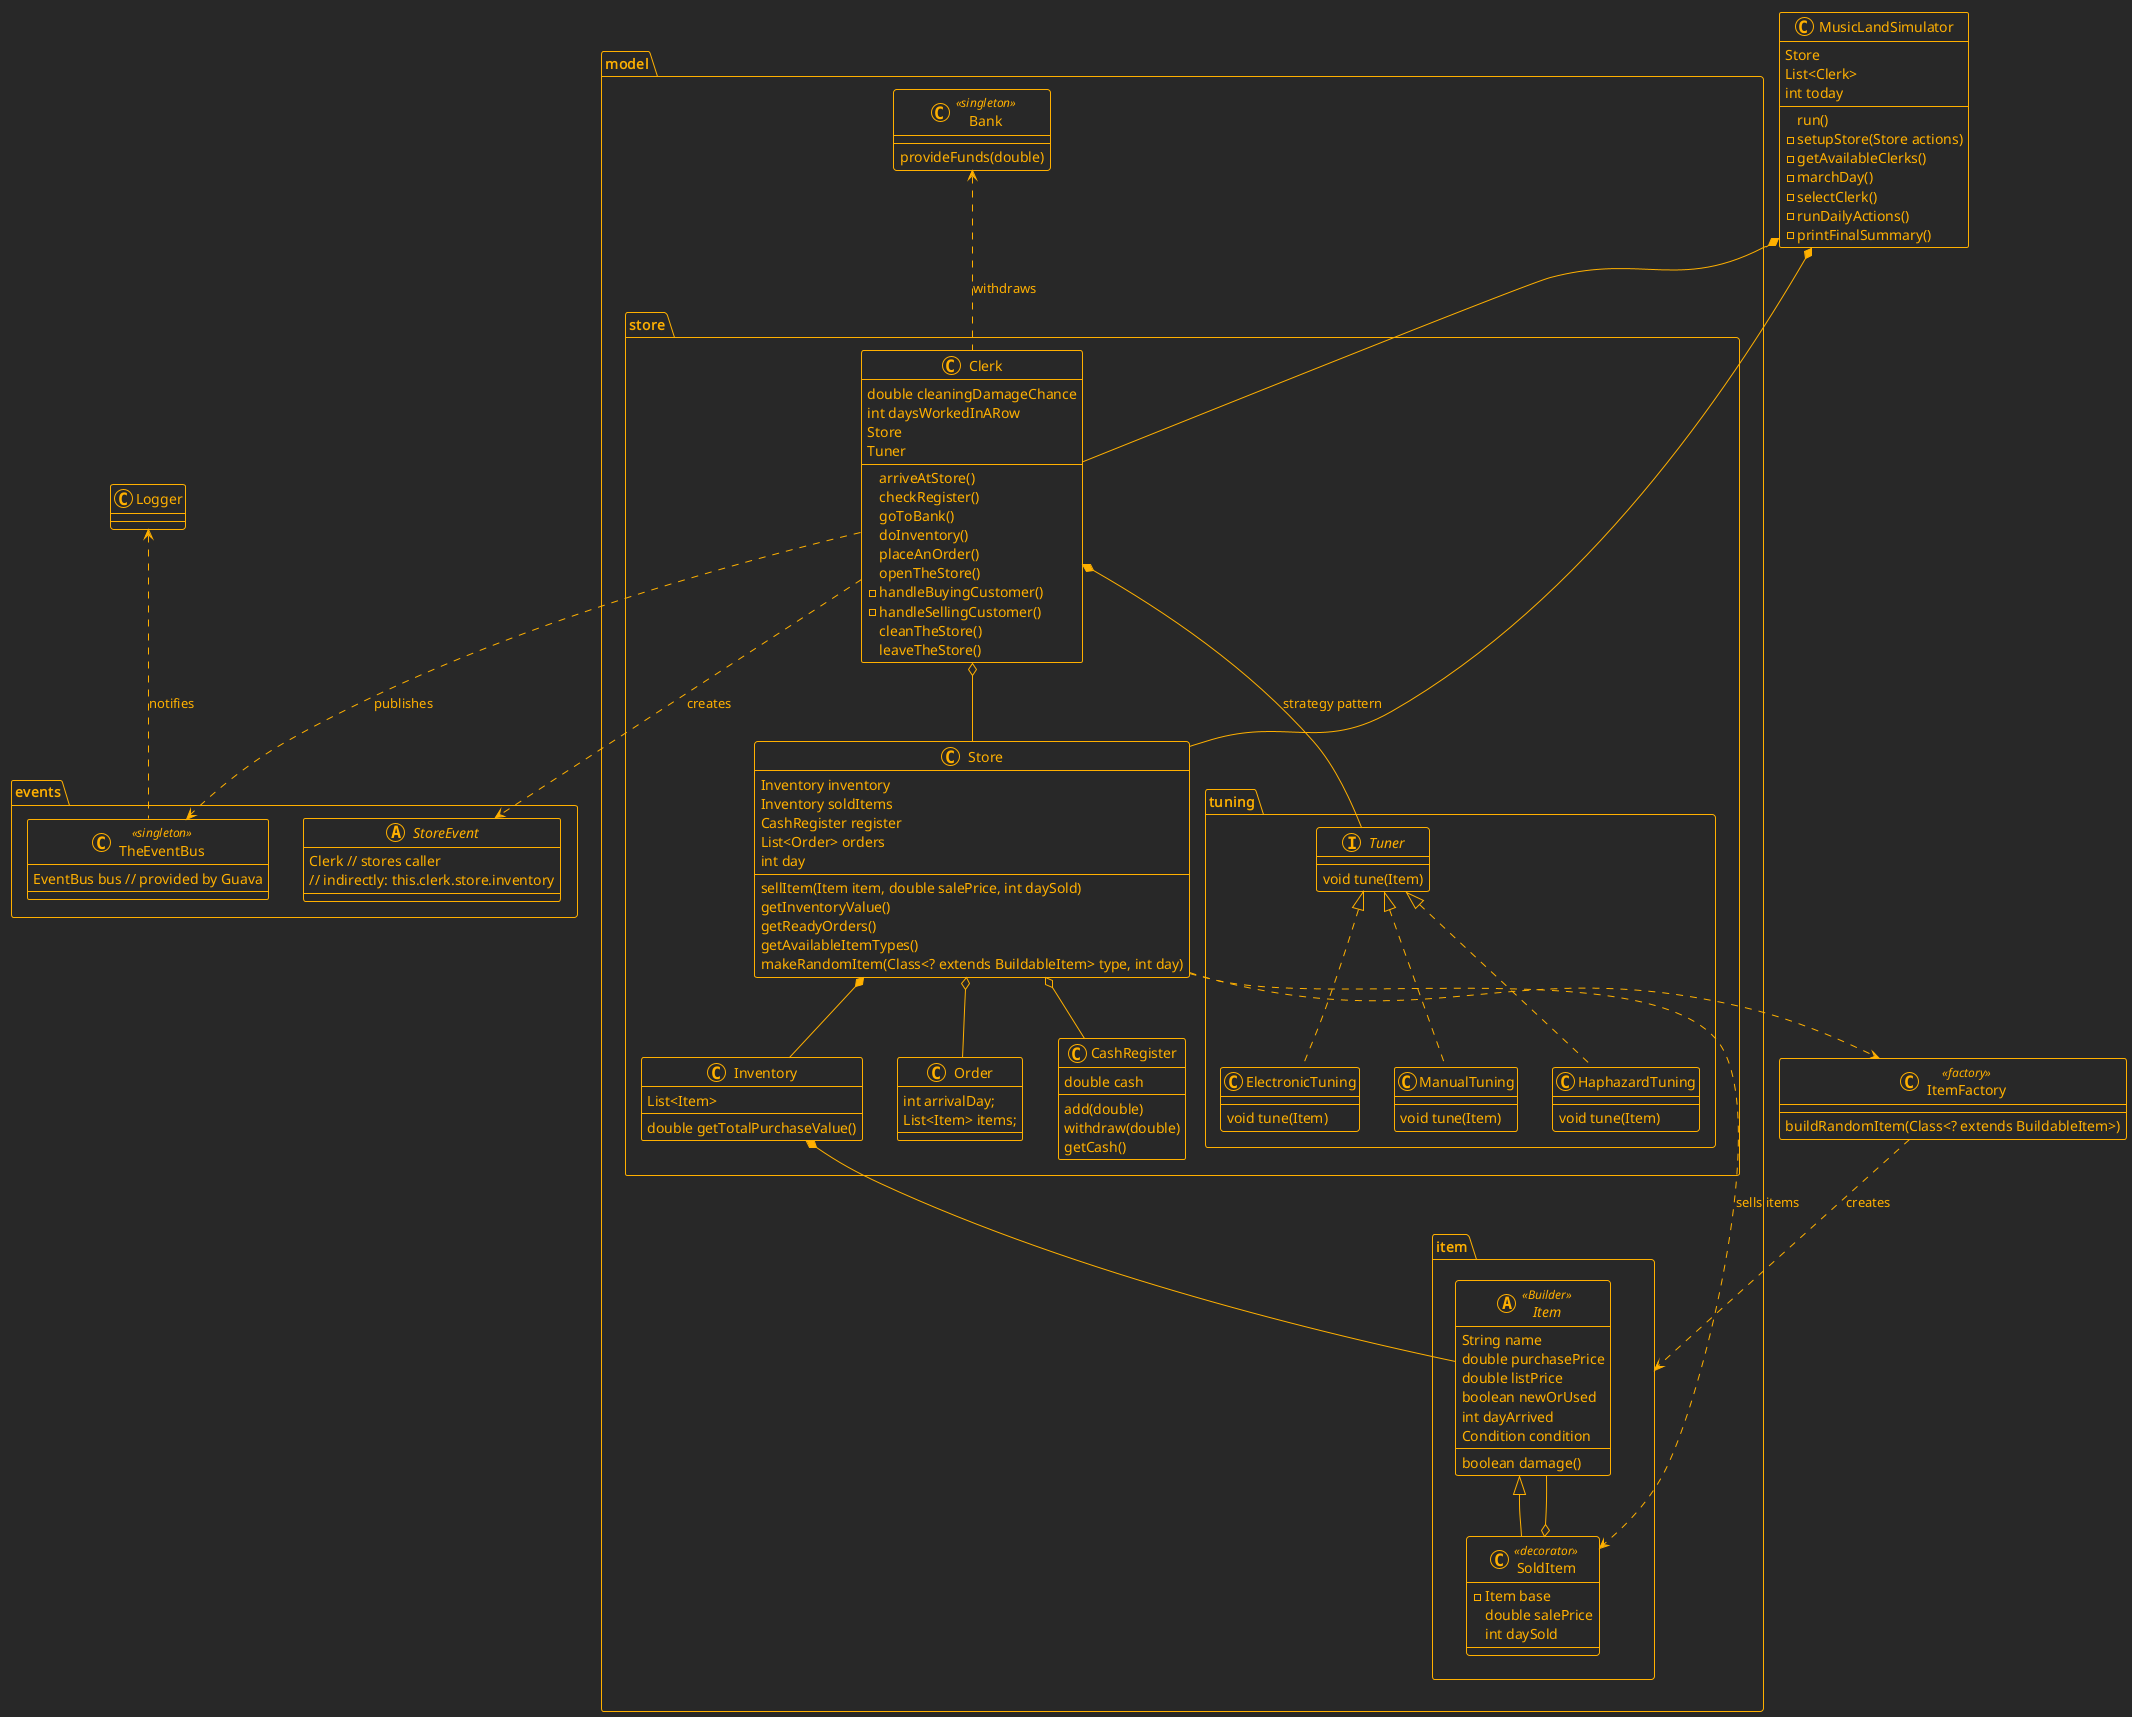 model
C MusicLandSimulator
Store
List<Clerk>
int today
run()
setupStore(Store actions)
getAvailableClerks()
marchDay()
selectClerk()
runDailyActions()
printFinalSummary()
C «singleton»
Bank
provideFunds(double)
withdraws
store
C Clerk
double cleaningDamageChance
int daysWorkedInARow
Store
Tuner
arriveAtStore()
checkRegister()
goToBank()
doInventory()
placeAnOrder()
openTheStore()
handleBuyingCustomer()
handleSellingCustomer()
cleanTheStore()
leaveTheStore()
C Logger
notifies
publishes
creates
strategy pattern
events
C «singleton»
TheEventBus
EventBus bus // provided by Guava
A StoreEvent
Clerk // stores caller
// indirectly: this.clerk.store.inventory
C Store
Inventory inventory
Inventory soldItems
CashRegister register
List<Order> orders
int day
sellItem(Item item, double salePrice, int daySold)
getInventoryValue()
getReadyOrders()
getAvailableItemTypes()
makeRandomItem(Class<? extends BuildableItem> type, int day)
tuning
I Tuner
void tune(Item)
C Inventory
List<Item>
double getTotalPurchaseValue()
C Order
int arrivalDay;
List<Item> items;
C CashRegister
double cash
add(double)
withdraw(double)
getCash()
C ElectronicTuning
void tune(Item)
C ManualTuning
void tune(Item)
C HaphazardTuning
void tune(Item)
C «factory»
ItemFactory
buildRandomItem(Class<? extends BuildableItem>)
sells items
creates
item
A «Builder»
Item
String name
double purchasePrice
double listPrice
boolean newOrUsed
int dayArrived
Condition condition
boolean damage()
C «decorator»
SoldItem
Item base
double salePrice
int daySold